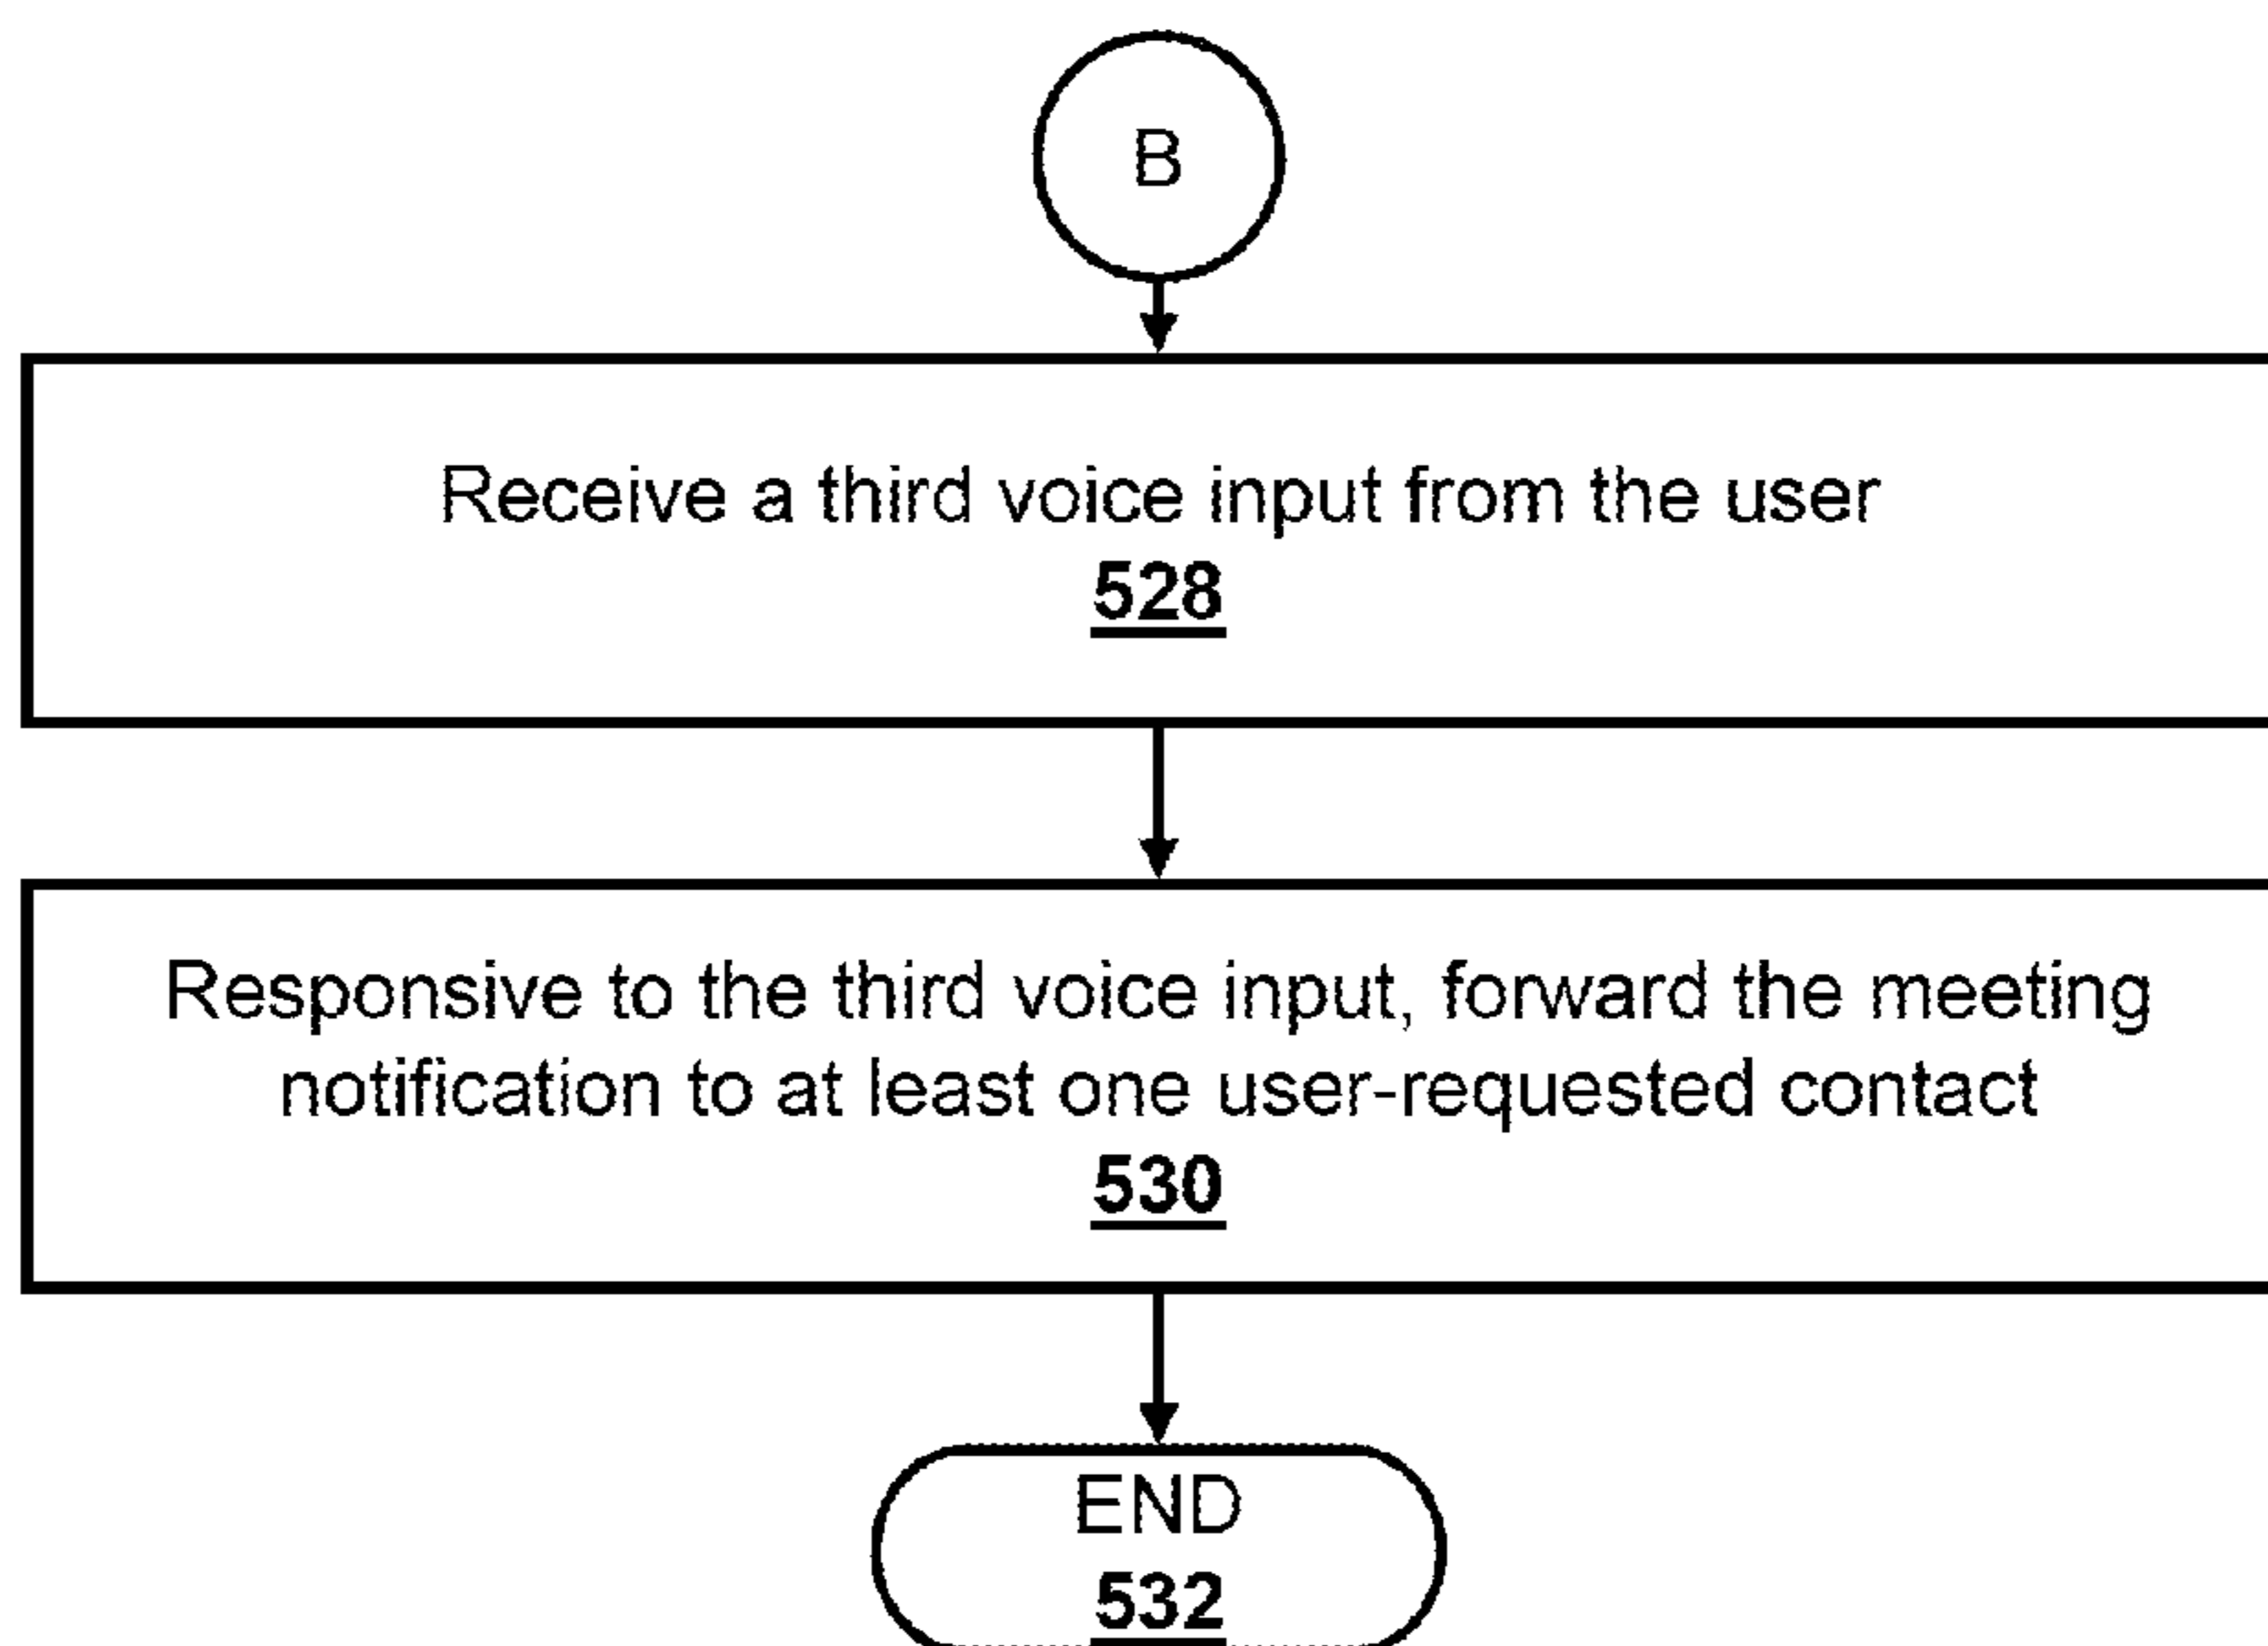 B
Receive a third voice input from the user
528
Responsive to the third voice input, forward the meeting
notification to at least one user-requested contact
530
END
532